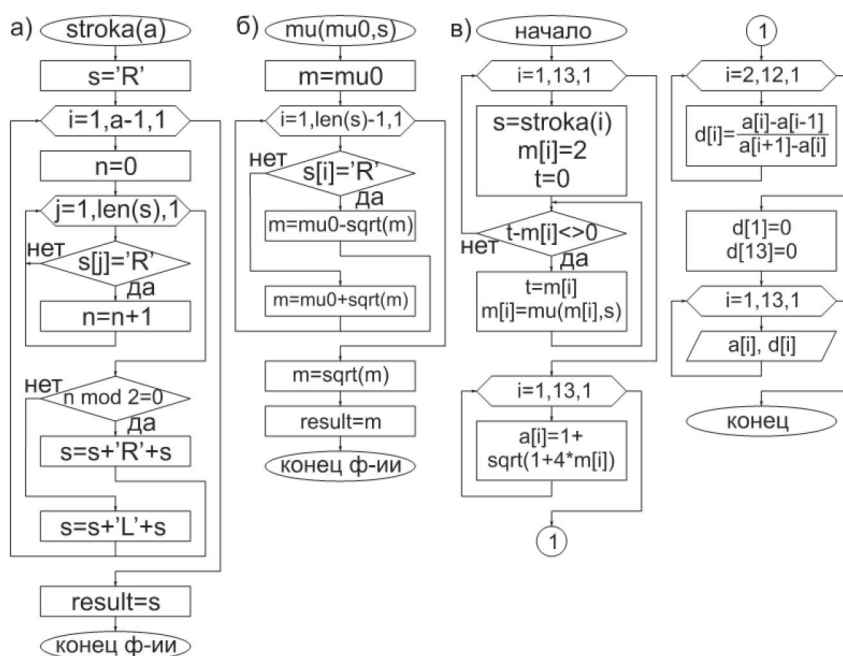 а)
stroka(a)
s='R'
i=1,a-1,1
n=0
j=1,len(s),1
нет
s[j]='R'
да
n=n+1
нет
n mod 2=0
да
s=s+'R'+s
s=s+'L'+s
result=s
конец ф-ии
б)
mu(mu0,s)
m=mu0
i=1,len(s)-1,1
нет
s[i]='R'
да
m=mu0-sqrt(m)
m=mu0+sqrt(m)
m=sqrt(m)
result=m
конец ф-ии
в)
начало
i=1,13,1
s=stroka(i)
m[i]=2
t=0
t-m[i]<>0
нет
да
t=m[i]
m[i]=mu(m[i],s)
i=1,13,1
a[i]=1+
sqrt(1+4*m[i])
1
1
i=2,12,1
d[i]=a[i]-a[i-1]
a[i+1]-a[i]
d[1]=0
d[13]=0
i=1,13,1
a[i], d[i]
конец